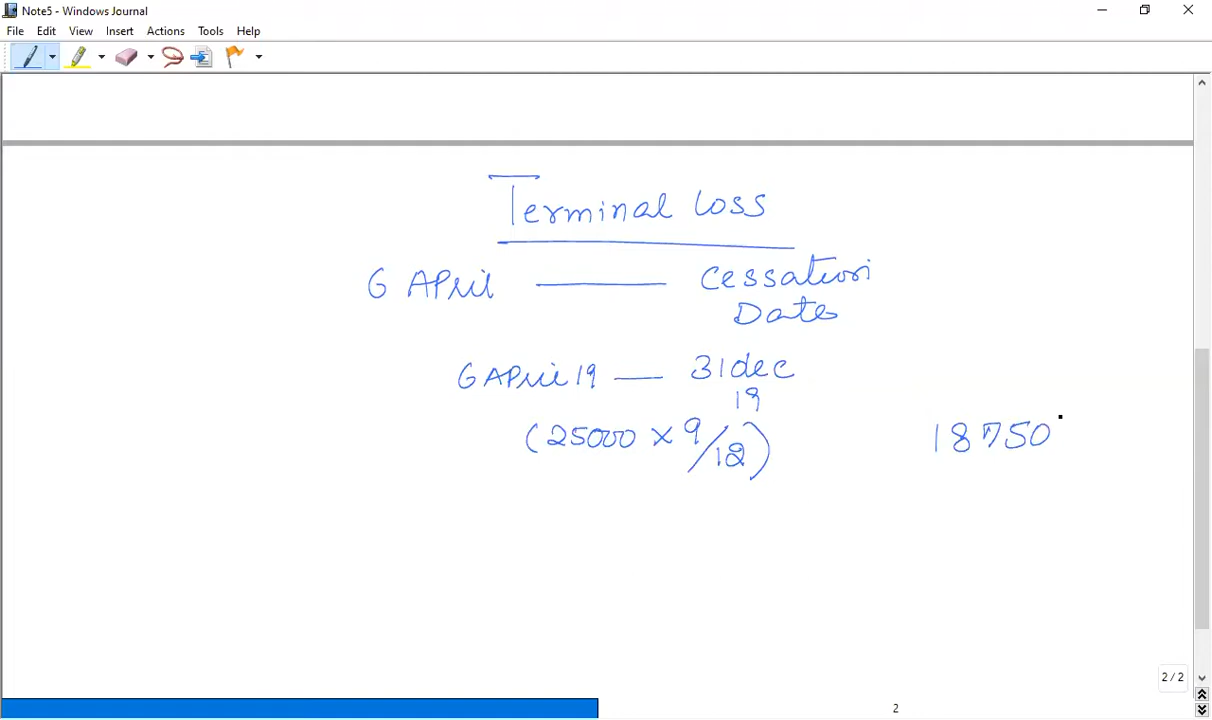 Note5 - Windows Journal
File Edit View Insert Actions Tools Help
Terminal Loss
6 April — Cessation
Date
6 April 19 — 31 dec
19
(25000 × 9/12) 18750
2 / 2
2